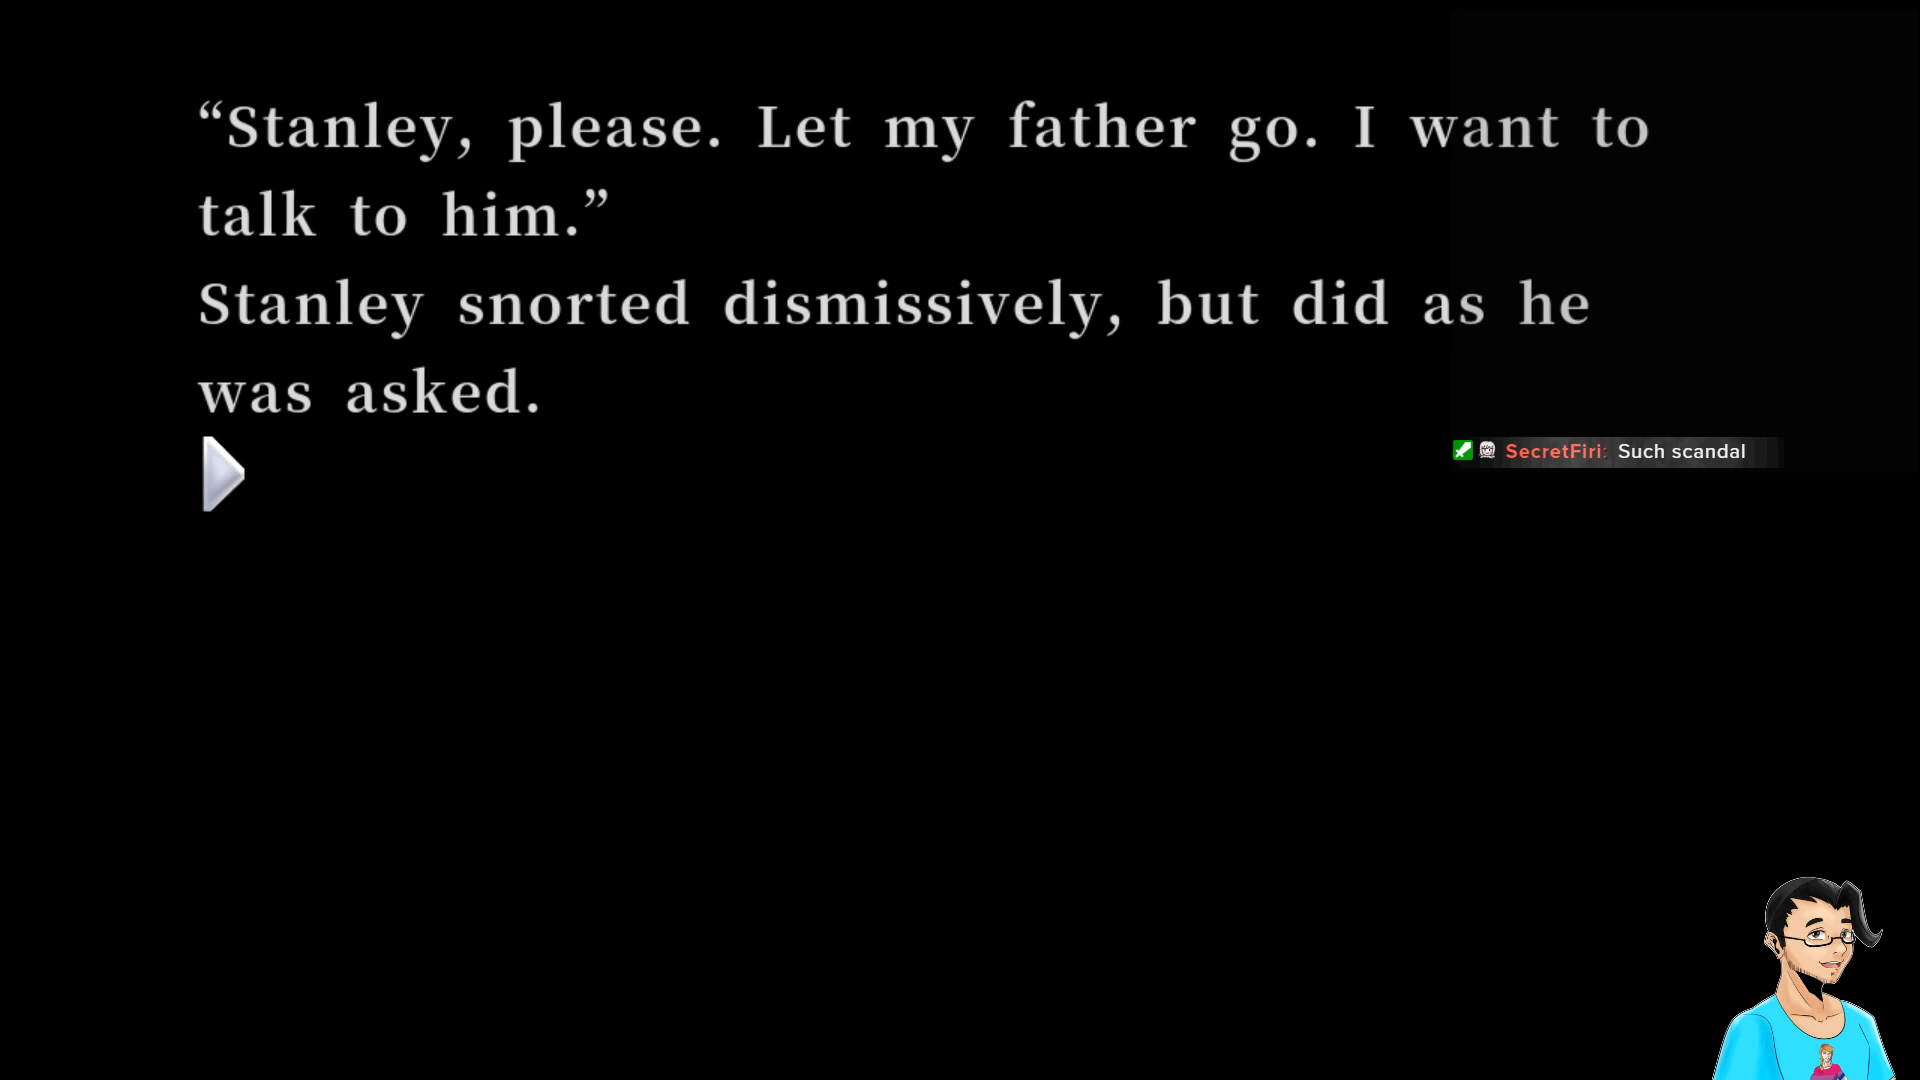 “Stanley, please. Let my father go. I want to
talk to him.”
Stanley snorted dismissively, but did as he
was asked.
SecretFiri: Such scandal